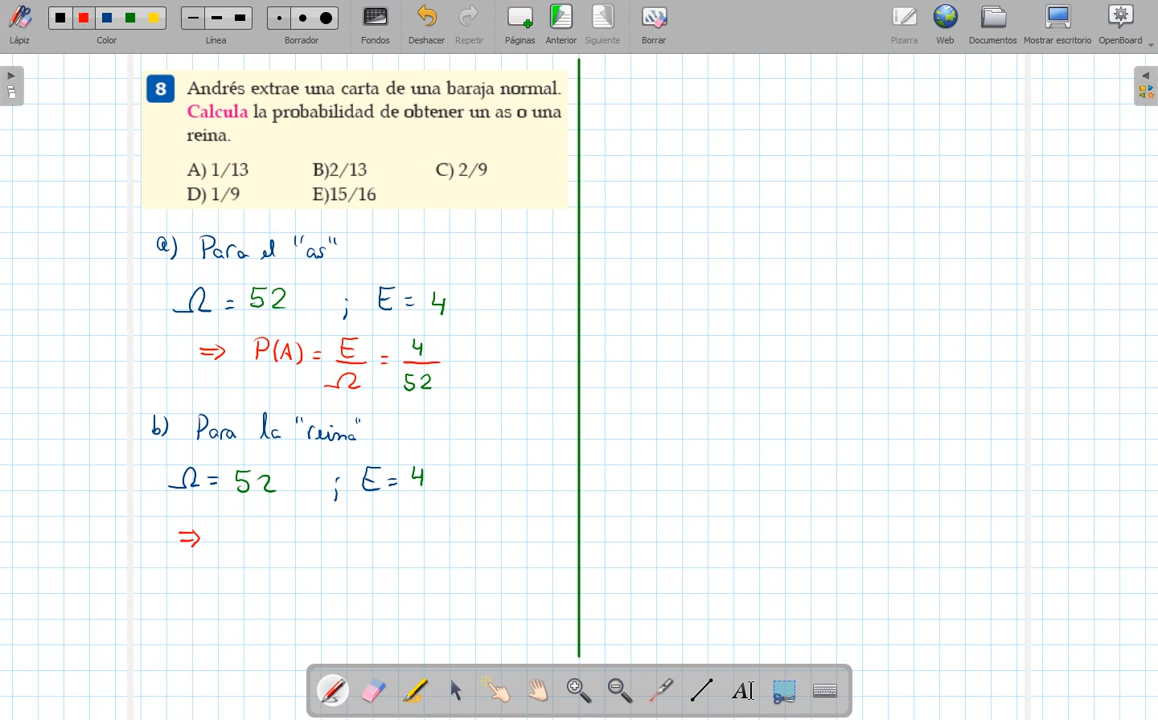 Lápiz Color Línea Borrador Fondos Deshacer Repetir Páginas Anterior Siguiente Borrar Pizarra Web Documentos Mostrar escritorio OpenBoard
8 Andrés extrae una carta de una baraja normal.
Calcula la probabilidad de obtener un as o una
reina.
A) 1/13 B)2/13 C) 2/9
D) 1/9 E)15/16
a) Para el "as"
Ω = 52 ; E = 4
⇒ P(A) = E/Ω = 4/52
b) Para la "reina"
Ω = 52 ; E = 4
⇒